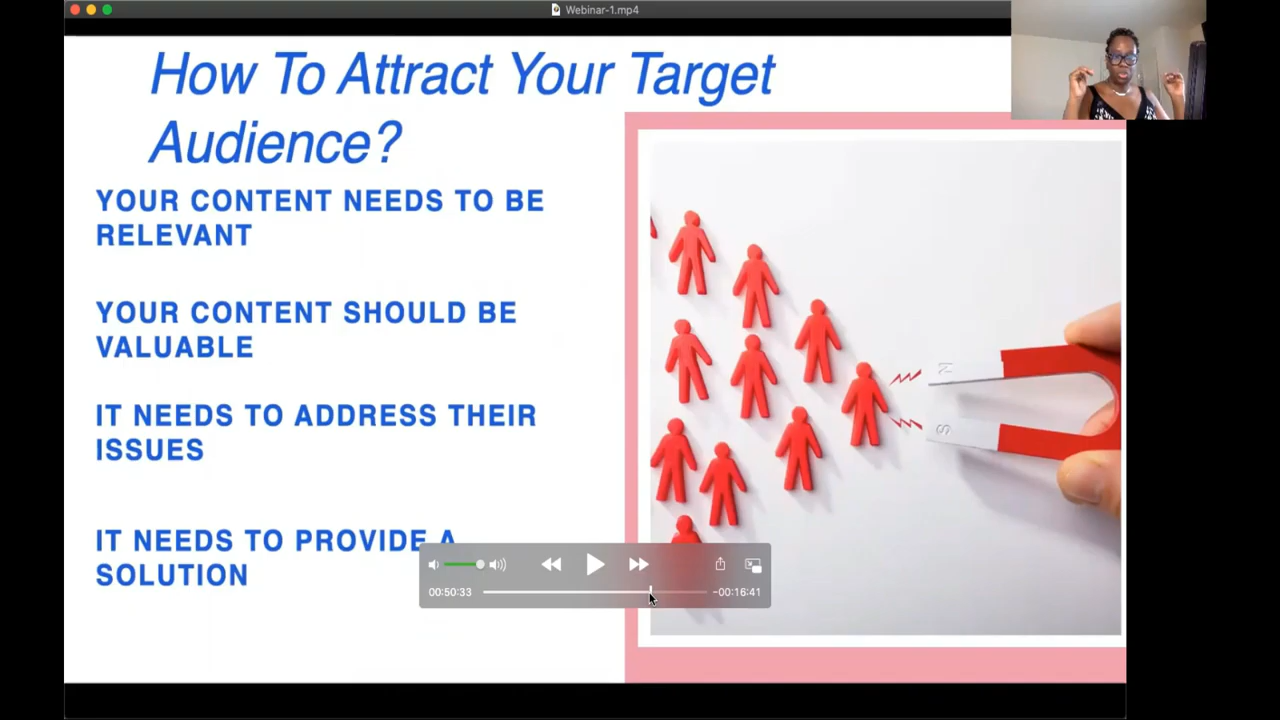 Webinar-1.mp4
How To Attract Your Target
Audience?
YOUR CONTENT NEEDS TO BE
RELEVANT
YOUR CONTENT SHOULD BE
VALUABLE
IT NEEDS TO ADDRESS THEIR
ISSUES
IT NEEDS TO PROVIDE A
SOLUTION
N
S
00:50:33
-00:16:41